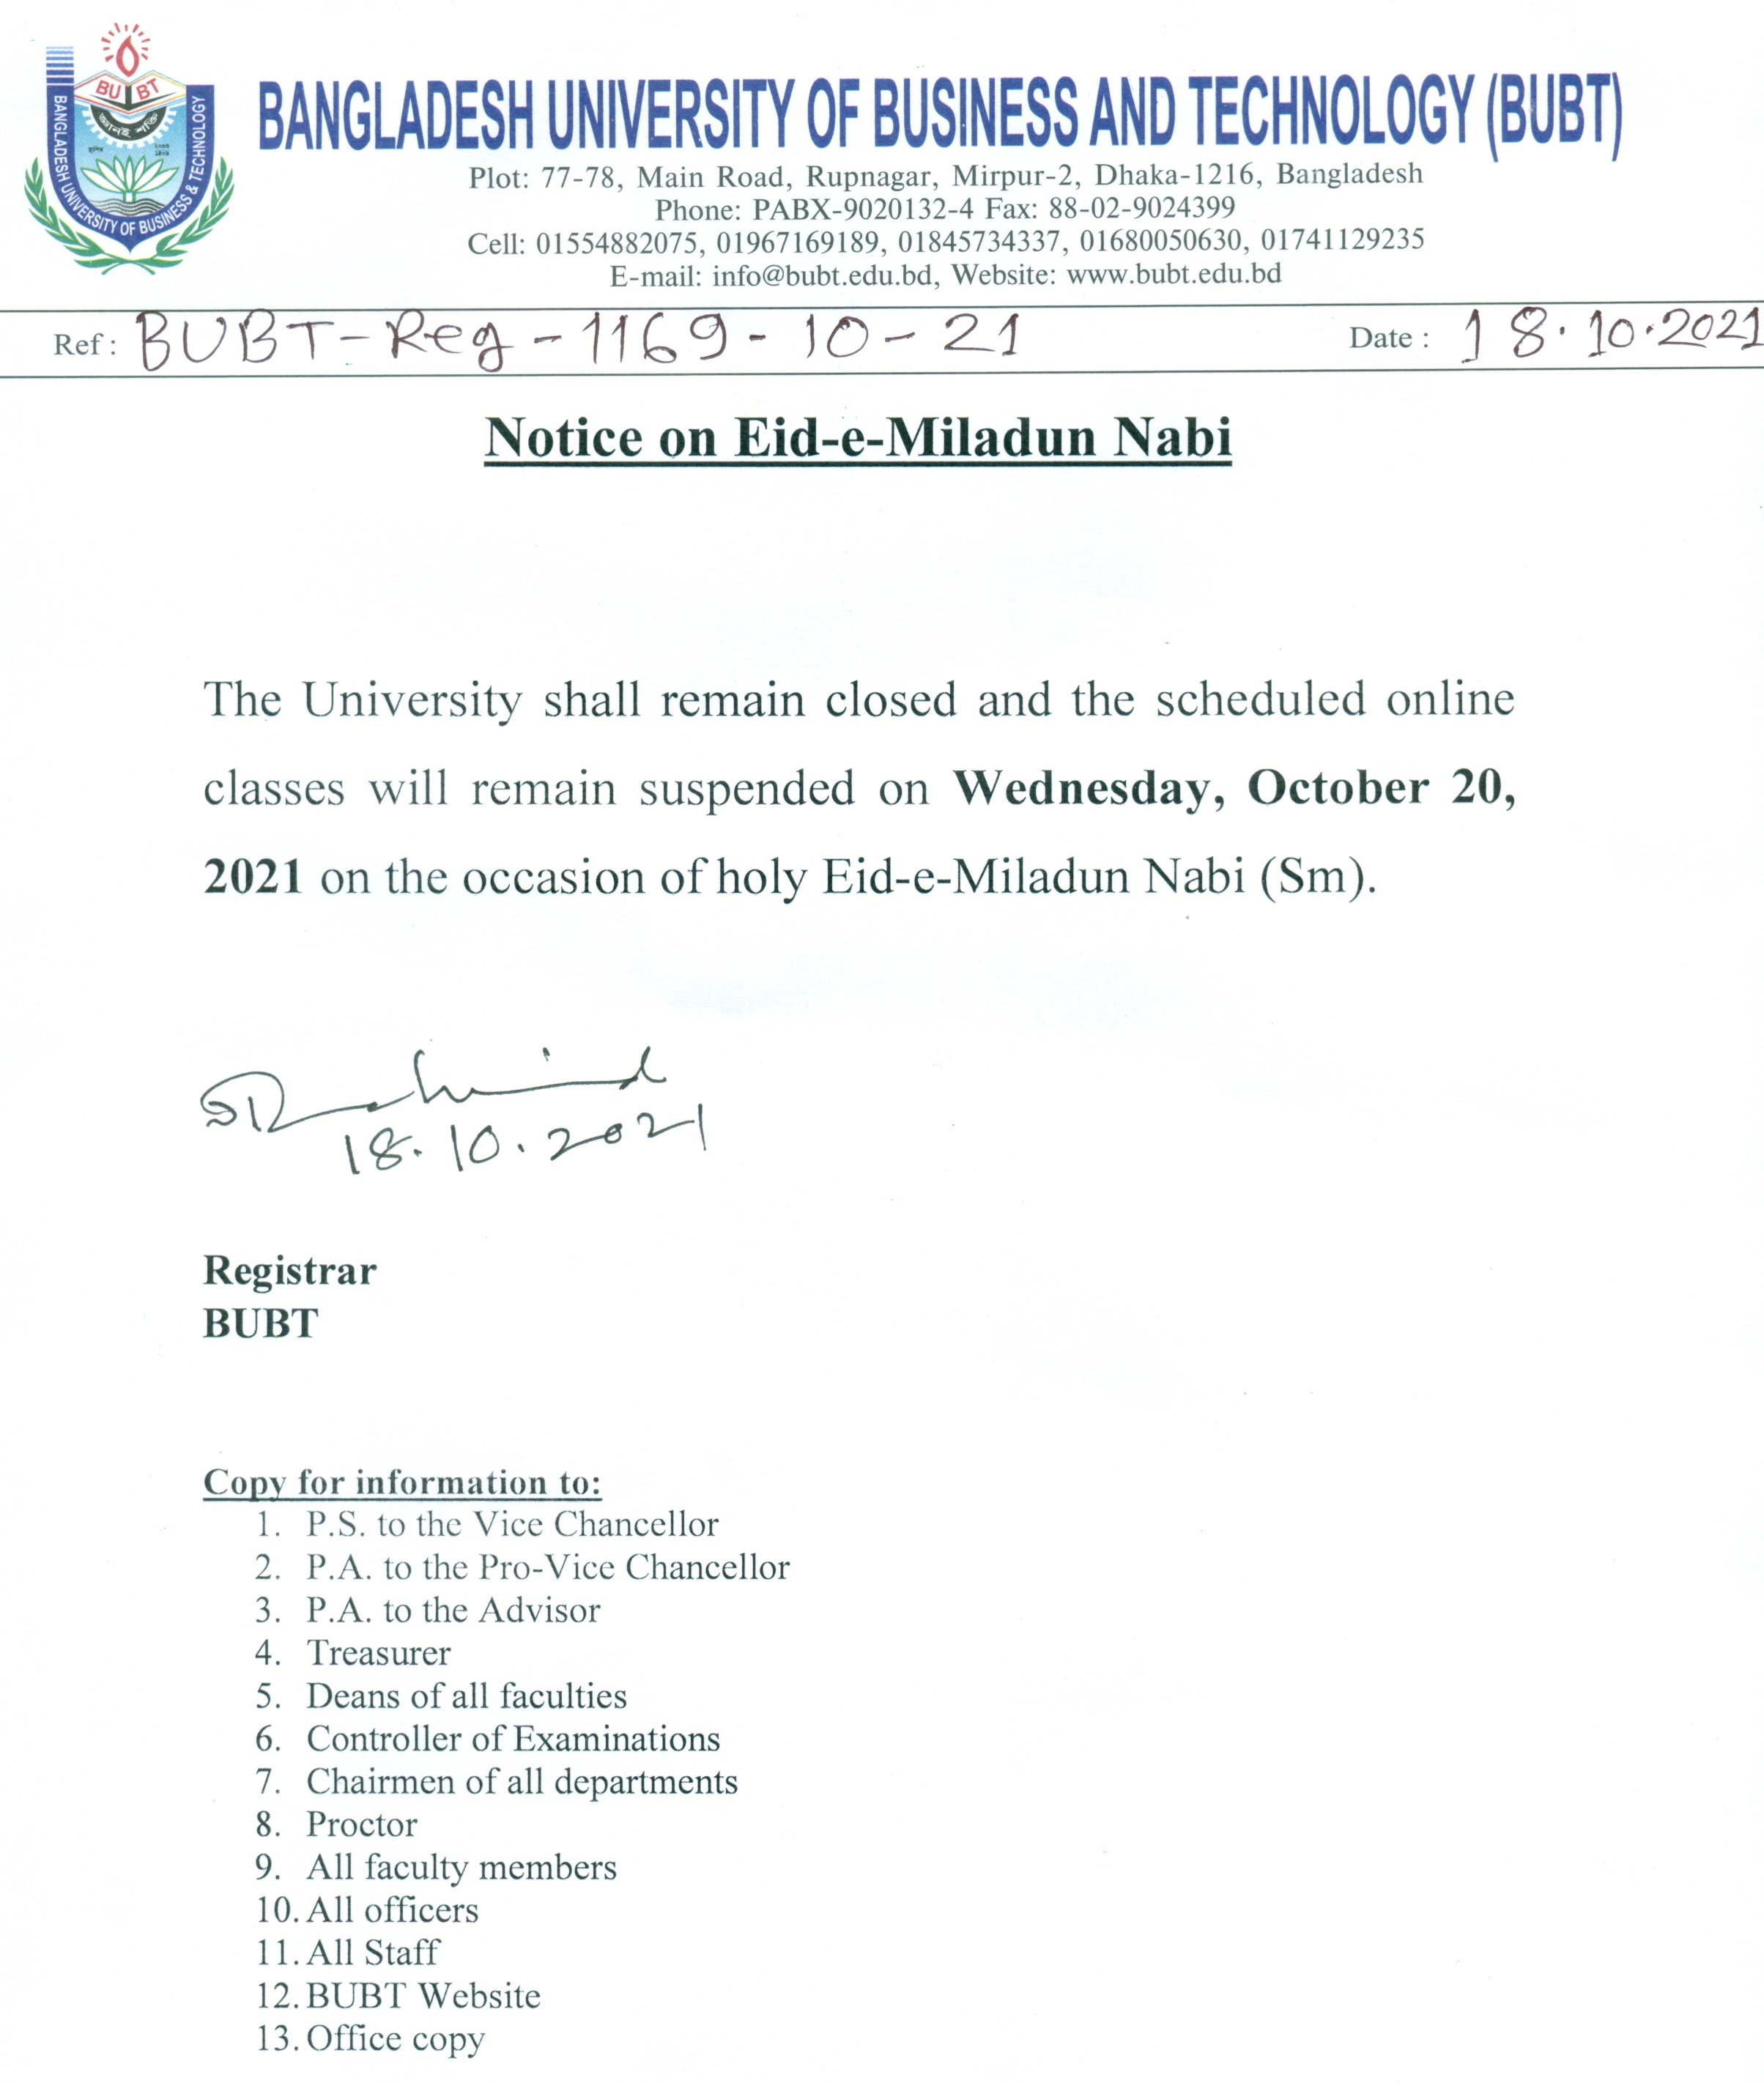 BU BT
জ্ঞানই শক্তি
স্থাপিত
২০০৩
BANGLADESH UNIVERSITY OF BUSINESS & TECHNOLOGY
BANGLADESH UNIVERSITY OF BUSINESS AND TECHNOLOGY (BUBT)
Plot: 77-78, Main Road, Rupnagar, Mirpur-2, Dhaka-1216, Bangladesh
Phone: PABX-9020132-4 Fax: 88-02-9024399
Cell: 01554882075, 01967169189, 01845734337, 01680050630, 01741129235
E-mail: info@bubt.edu.bd, Website: www.bubt.edu.bd
Ref : BUBT-Reg-1169-10-21 Date : 18.10.2021
Notice on Eid-e-Miladun Nabi
The University shall remain closed and the scheduled online
classes will remain suspended on Wednesday, October 20,
2021 on the occasion of holy Eid-e-Miladun Nabi (Sm).
18.10.2021
Registrar
BUBT
Copy for information to:
1. P.S. to the Vice Chancellor
2. P.A. to the Pro-Vice Chancellor
3. P.A. to the Advisor
4. Treasurer
5. Deans of all faculties
6. Controller of Examinations
7. Chairmen of all departments
8. Proctor
9. All faculty members
10. All officers
11. All Staff
12. BUBT Website
13. Office copy